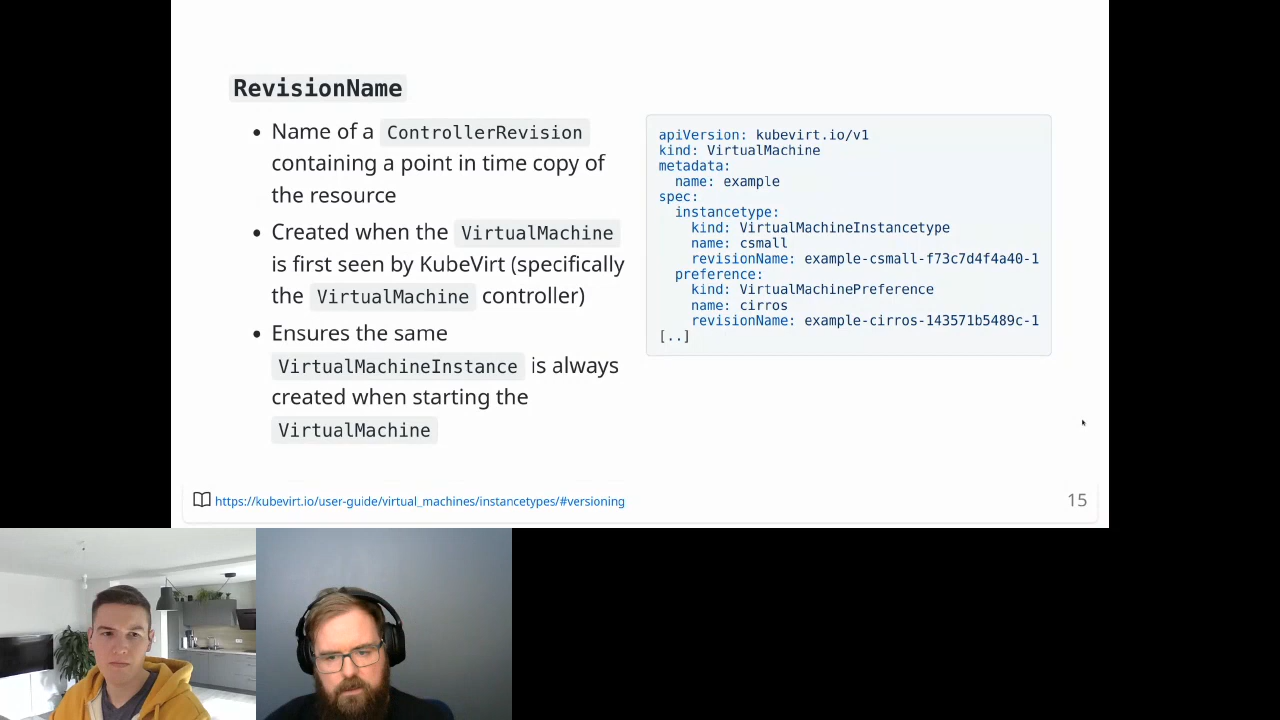 RevisionName
• Name of a ControllerRevision
containing a point in time copy of
the resource
• Created when the VirtualMachine
is first seen by KubeVirt (specifically
the VirtualMachine controller)
• Ensures the same
VirtualMachineInstance is always
created when starting the
VirtualMachine
apiVersion: kubevirt.io/v1
kind: VirtualMachine
metadata:
  name: example
spec:
  instancetype:
    kind: VirtualMachineInstancetype
    name: csmall
    revisionName: example-csmall-f73c7d4f4a40-1
  preference:
    kind: VirtualMachinePreference
    name: cirros
    revisionName: example-cirros-143571b5489c-1
[..]
https://kubevirt.io/user-guide/virtual_machines/instancetypes/#versioning
15